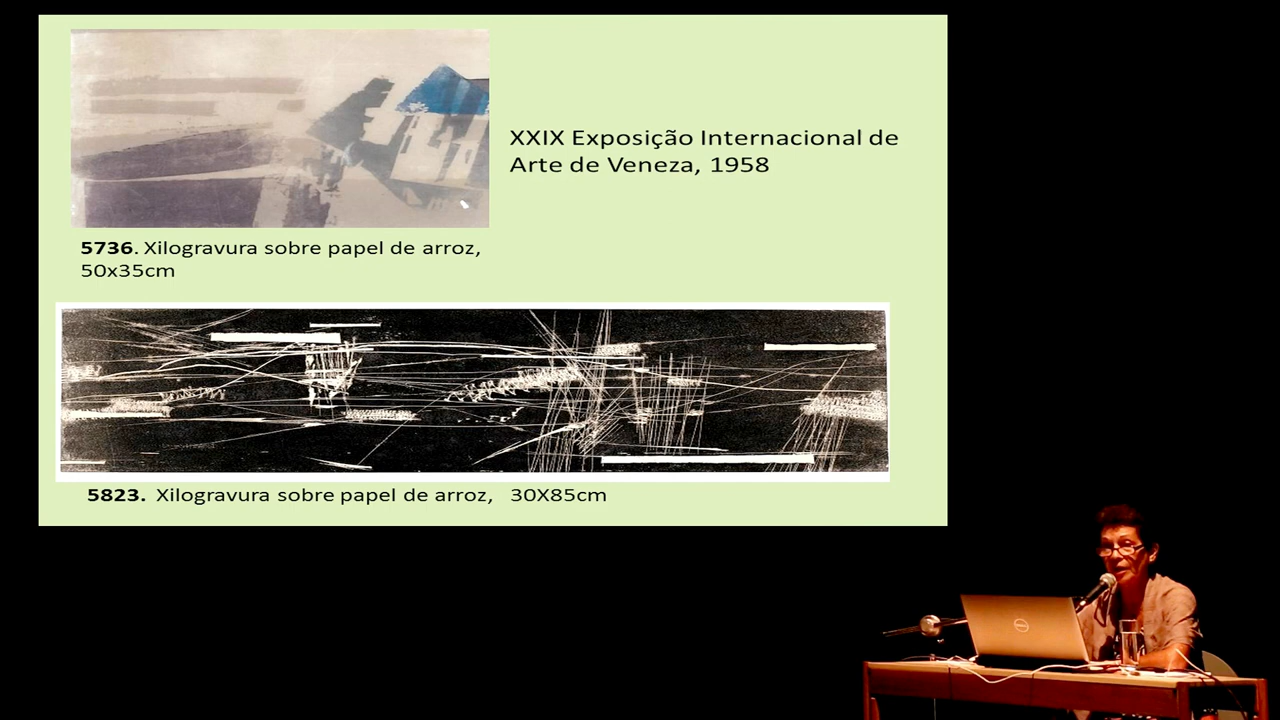 XXIX Exposição Internacional de
Arte de Veneza, 1958
5736. Xilogravura sobre papel de arroz,
50x35cm
5823. Xilogravura sobre papel de arroz, 30X85cm